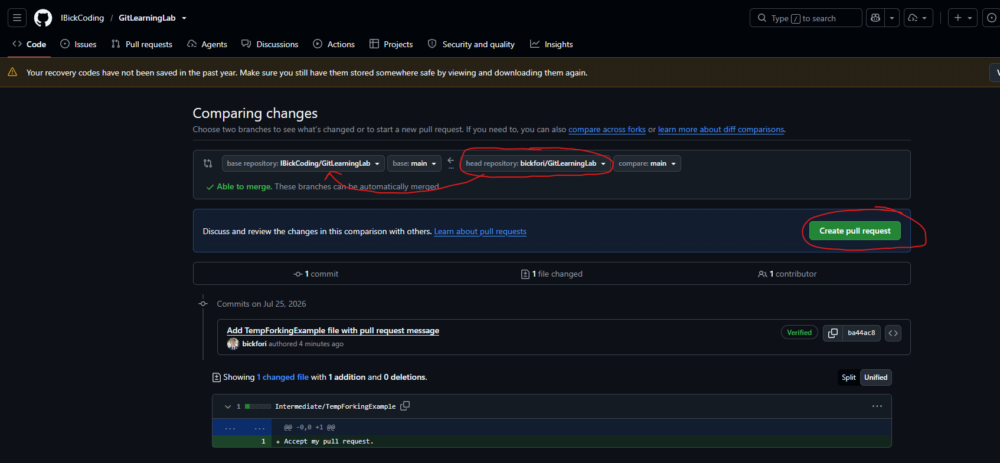 IBickCoding / GitLearningLab
Type / to search
Code Issues Pull requests Agents Discussions Actions Projects Security and quality Insights
Your recovery codes have not been saved in the past year. Make sure you still have them stored somewhere safe by viewing and downloading them again.
Comparing changes
Choose two branches to see what's changed or to start a new pull request. If you need to, you can also compare across forks or learn more about diff comparisons.
base repository: IBickCoding/GitLearningLab base: main ... head repository: bickfori/GitLearningLab compare: main
Able to merge. These branches can be automatically merged.
Discuss and review the changes in this comparison with others. Learn about pull requests Create pull request
1 commit 1 file changed 1 contributor
Commits on Jul 25, 2026
Add TempForkingExample file with pull request message
Verified ba44ac8
bickfori authored 4 minutes ago
Showing 1 changed file with 1 addition and 0 deletions. Split Unified
1 Intermediate/TempForkingExample
... ... @@ -0,0 +1 @@
1 + Accept my pull request.